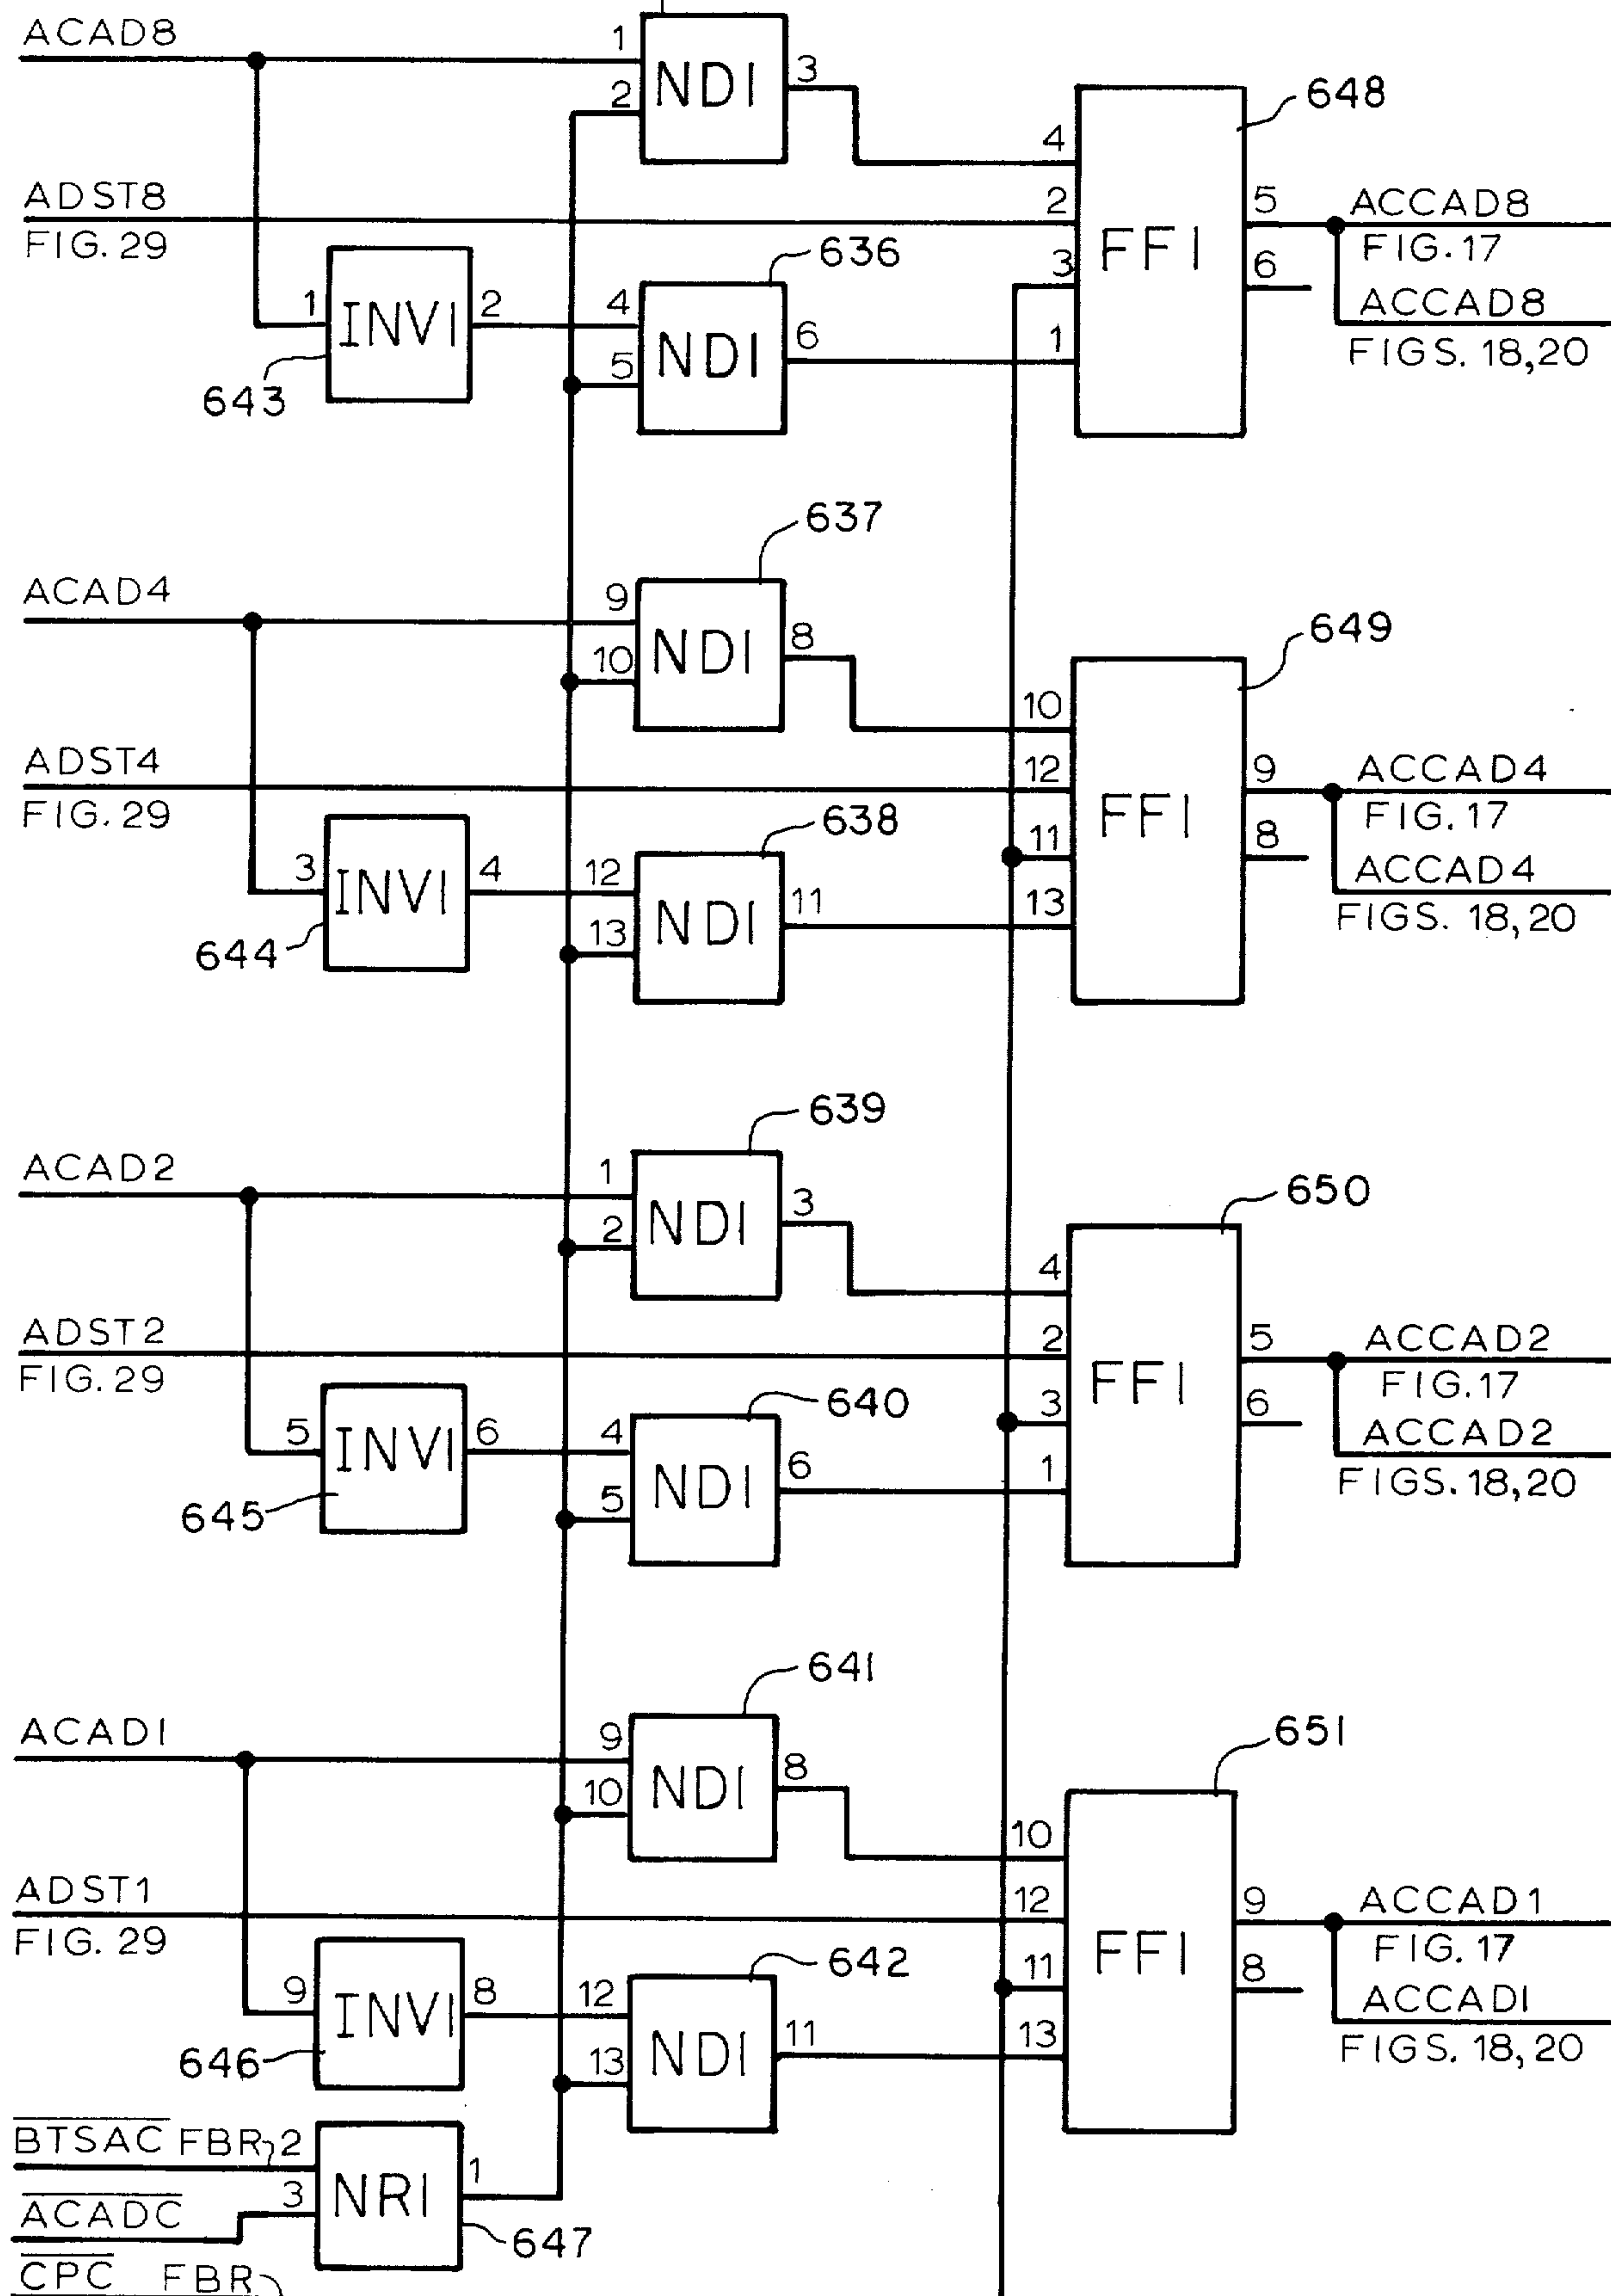 ACAD8
1
2
NDI
3
648
4
ADST8
FIG. 29
2
3
1
FFI
5
6
ACCAD8
FIG. 17
ACCAD8
FIGS. 18,20
636
1
INVI
2
643
4
5
NDI
6
637
ACAD4
9
10
NDI
8
649
10
ADST4
FIG. 29
12
11
13
FFI
9
8
ACCAD4
FIG. 17
ACCAD4
FIGS. 18,20
638
3
INVI
4
644
12
13
NDI
11
639
ACAD2
1
2
NDI
3
650
4
ADST2
FIG. 29
2
3
1
FFI
5
6
ACCAD2
FIG. 17
ACCAD2
FIGS. 18,20
640
5
INVI
6
645
4
5
NDI
6
641
ACAD1
9
10
NDI
8
651
10
ADST1
FIG. 29
12
11
13
FFI
9
8
ACCAD1
FIG. 17
ACCAD1
FIGS. 18,20
642
9
INVI
8
646
12
13
NDI
11
B̅T̅S̅A̅C̅ FBR 2
A̅C̅A̅D̅C̅ 3
NRI
1
647
C̅P̅C̅ FBR